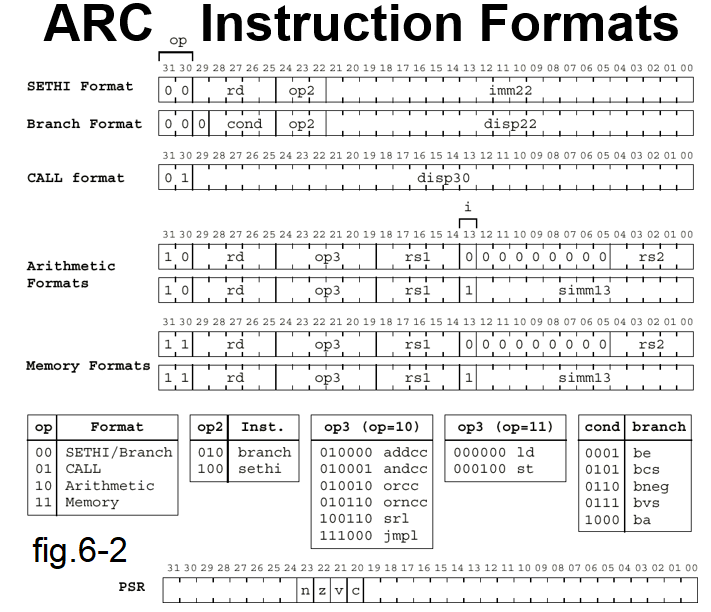 ARC Instruction Formats
op
31 30 29 28 27 26 25 24 23 22 21 20 19 18 17 16 15 14 13 12 11 10 09 08 07 06 05 04 03 02 01 00
SETHI Format 0 0 rd op2 imm22
Branch Format 0 0 0 cond op2 disp22
31 30 29 28 27 26 25 24 23 22 21 20 19 18 17 16 15 14 13 12 11 10 09 08 07 06 05 04 03 02 01 00
CALL format 0 1 disp30
i
31 30 29 28 27 26 25 24 23 22 21 20 19 18 17 16 15 14 13 12 11 10 09 08 07 06 05 04 03 02 01 00
Arithmetic
Formats
1 0 rd op3 rs1 0 0 0 0 0 0 0 0 0 rs2
1 0 rd op3 rs1 1 simm13
31 30 29 28 27 26 25 24 23 22 21 20 19 18 17 16 15 14 13 12 11 10 09 08 07 06 05 04 03 02 01 00
Memory Formats
1 1 rd op3 rs1 0 0 0 0 0 0 0 0 0 rs2
1 1 rd op3 rs1 1 simm13
op Format
00 SETHI/Branch
01 CALL
10 Arithmetic
11 Memory
op2 Inst.
010 branch
100 sethi
op3 (op=10)
010000 addcc
010001 andcc
010010 orcc
010110 orncc
100110 srl
111000 jmpl
op3 (op=11)
000000 ld
000100 st
cond branch
0001 be
0101 bcs
0110 bneg
0111 bvs
1000 ba
fig.6-2
31 30 29 28 27 26 25 24 23 22 21 20 19 18 17 16 15 14 13 12 11 10 09 08 07 06 05 04 03 02 01 00
PSR n z v c